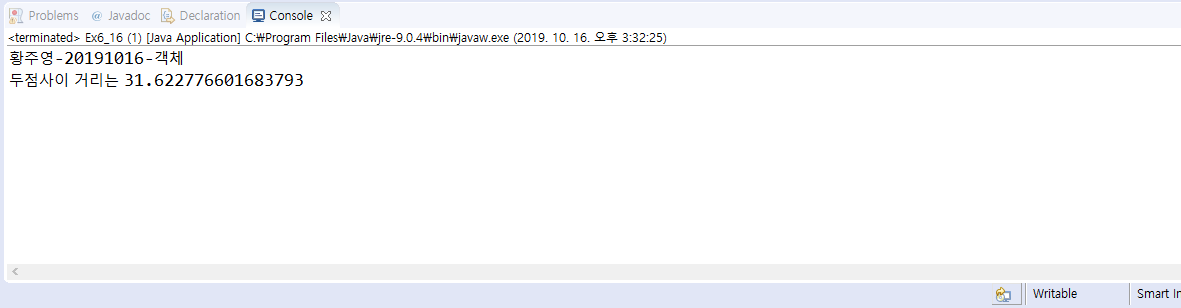 Problems @ Javadoc Declaration Console
<terminated> Ex6_16 (1) [Java Application] C:₩Program Files₩Java₩jre-9.0.4₩bin₩javaw.exe (2019. 10. 16. 오후 3:32:25)
황주영-20191016-객체
두점사이 거리는 31.622776601683793
Writable Smart In